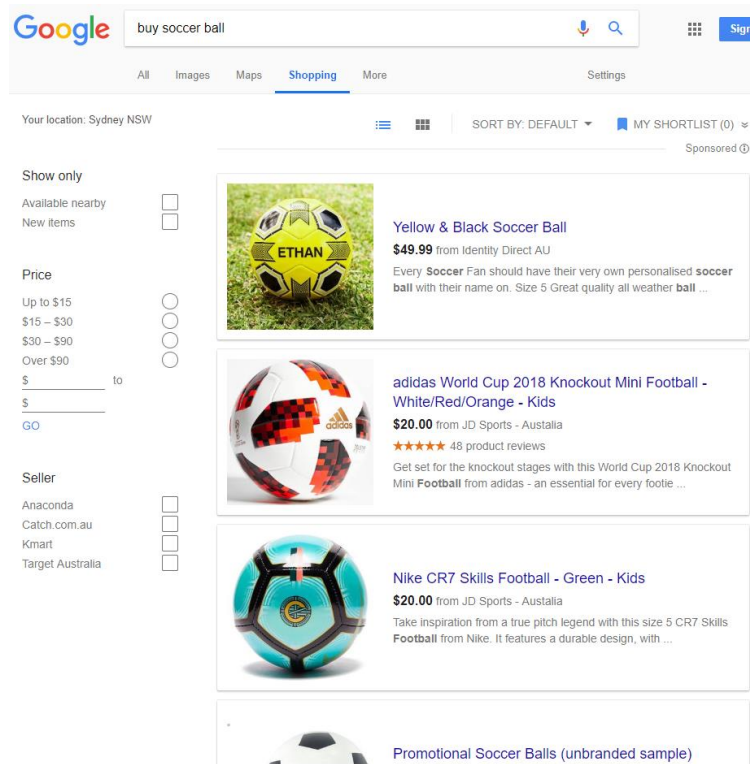 Google
buy soccer ball
Sign
All Images Maps Shopping More Settings
Your location: Sydney NSW
SORT BY: DEFAULT MY SHORTLIST (0)
Sponsored
Show only
Available nearby
New items
Price
Up to $15
$15 – $30
$30 – $90
Over $90
$ to
$
GO
Seller
Anaconda
Catch.com.au
Kmart
Target Australia
ETHAN
Yellow & Black Soccer Ball
$49.99 from Identity Direct AU
Every Soccer Fan should have their very own personalised soccer
ball with their name on. Size 5 Great quality all weather ball ...
adidas
adidas World Cup 2018 Knockout Mini Football -
White/Red/Orange - Kids
$20.00 from JD Sports - Austalia
★★★★★ 48 product reviews
Get set for the knockout stages with this World Cup 2018 Knockout
Mini Football from adidas - an essential for every footie ...
Nike CR7 Skills Football - Green - Kids
$20.00 from JD Sports - Austalia
Take inspiration from a true pitch legend with this size 5 CR7 Skills
Football from Nike. It features a durable design, with ...
Promotional Soccer Balls (unbranded sample)